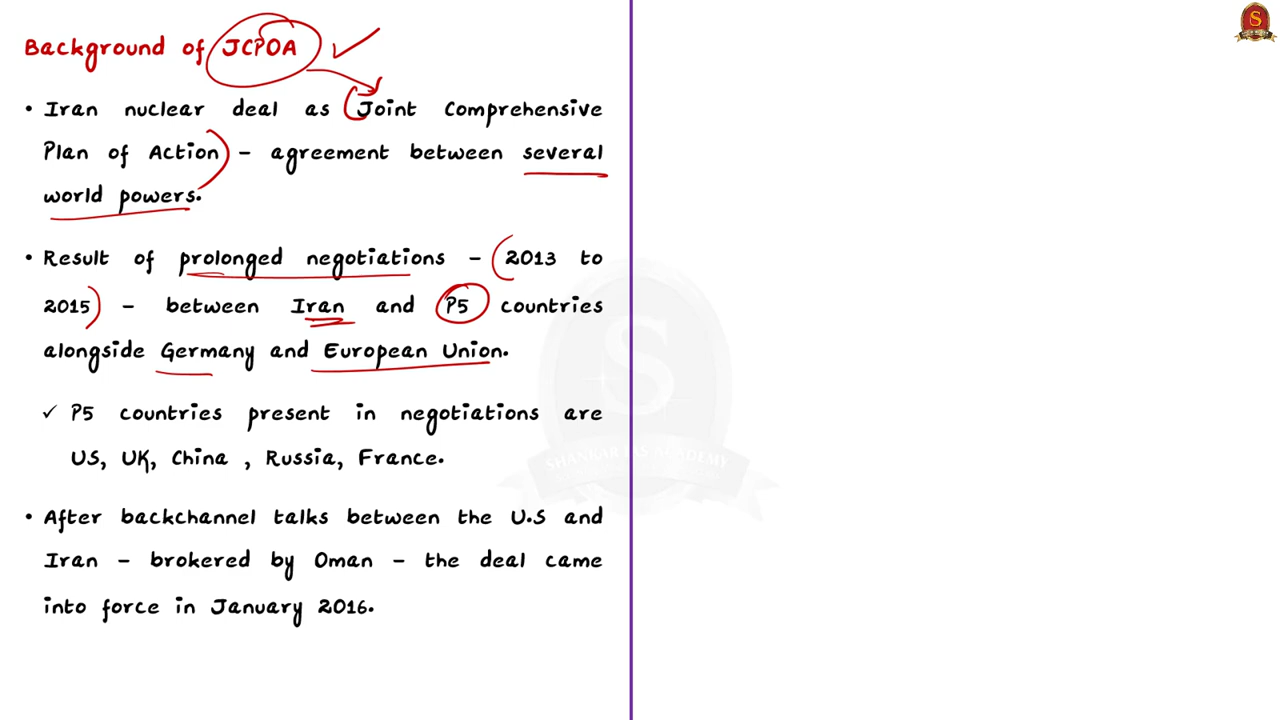 Background of JCPOA
• Iran nuclear deal as Joint Comprehensive
Plan of Action - agreement between several
world powers.
• Result of prolonged negotiations - 2013 to
2015 - between Iran and P5 countries
alongside Germany and European Union.
✓ P5 countries present in negotiations are
US, UK, China , Russia, France.
SHANKAR IAS ACADEMY
• After backchannel talks between the U.S and
Iran - brokered by Oman - the deal came
into force in January 2016.